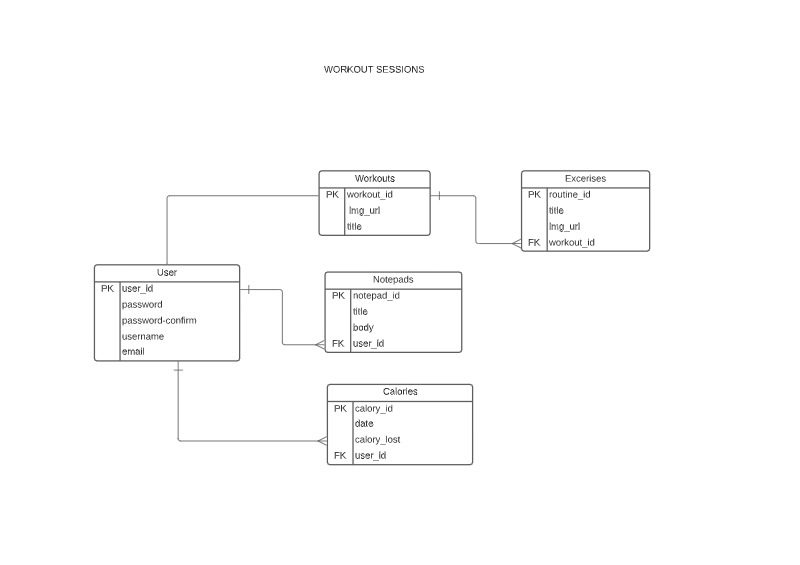 WORKOUT SESSIONS
Workouts
PK workout_id
Img_url
title
Excerises
PK routine_id
title
Img_url
FK workout_id
User
PK user_id
password
password-confirm
username
email
Notepads
PK notepad_id
title
body
FK user_id
Calories
PK calory_id
date
calory_lost
FK user_id